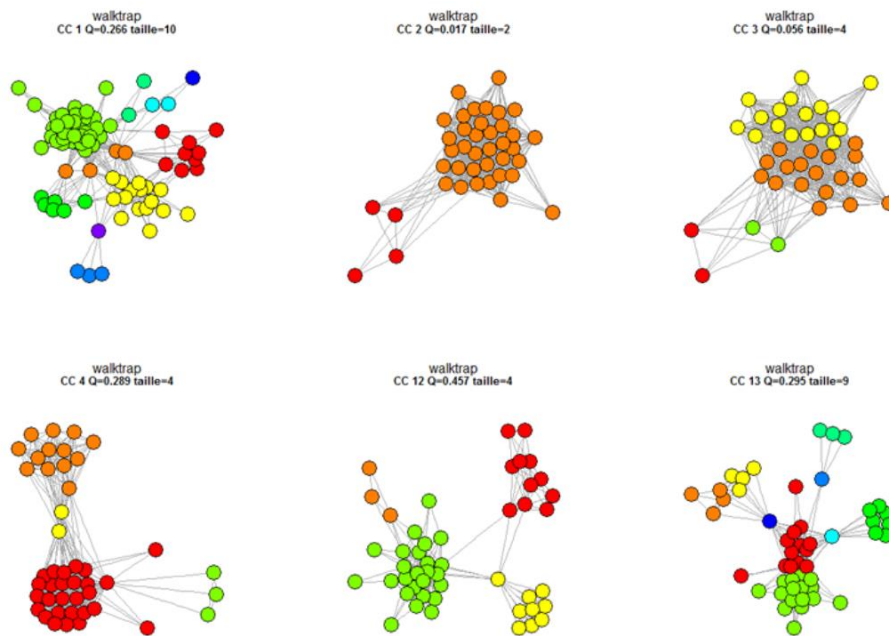 walktrap
CC 1 Q=0.266 taille=10
walktrap
CC 2 Q=0.017 taille=2
walktrap
CC 3 Q=0.056 taille=4
walktrap
CC 4 Q=0.289 taille=4
walktrap
CC 12 Q=0.457 taille=4
walktrap
CC 13 Q=0.295 taille=9